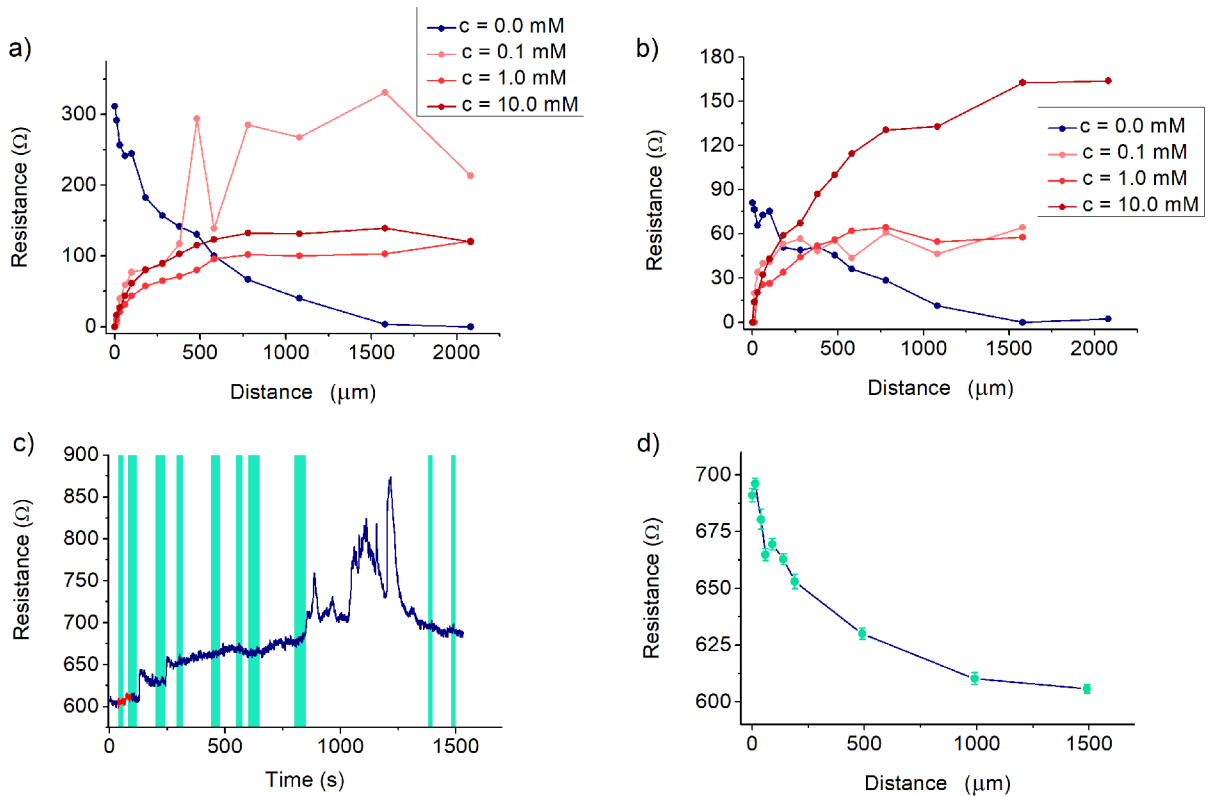 a)
c = 0.0 mM
c = 0.1 mM
c = 1.0 mM
c = 10.0 mM
Resistance (Ω)
300
200
100
0
0 500 1000 1500 2000
Distance (μm)
b)
c = 0.0 mM
c = 0.1 mM
c = 1.0 mM
c = 10.0 mM
Resistance (Ω)
180
150
120
90
60
30
0
0 500 1000 1500 2000
Distance (μm)
c)
Resistance (Ω)
900
850
800
750
700
650
600
0 500 1000 1500
Time (s)
d)
Resistance (Ω)
700
675
650
625
600
0 500 1000 1500
Distance (μm)